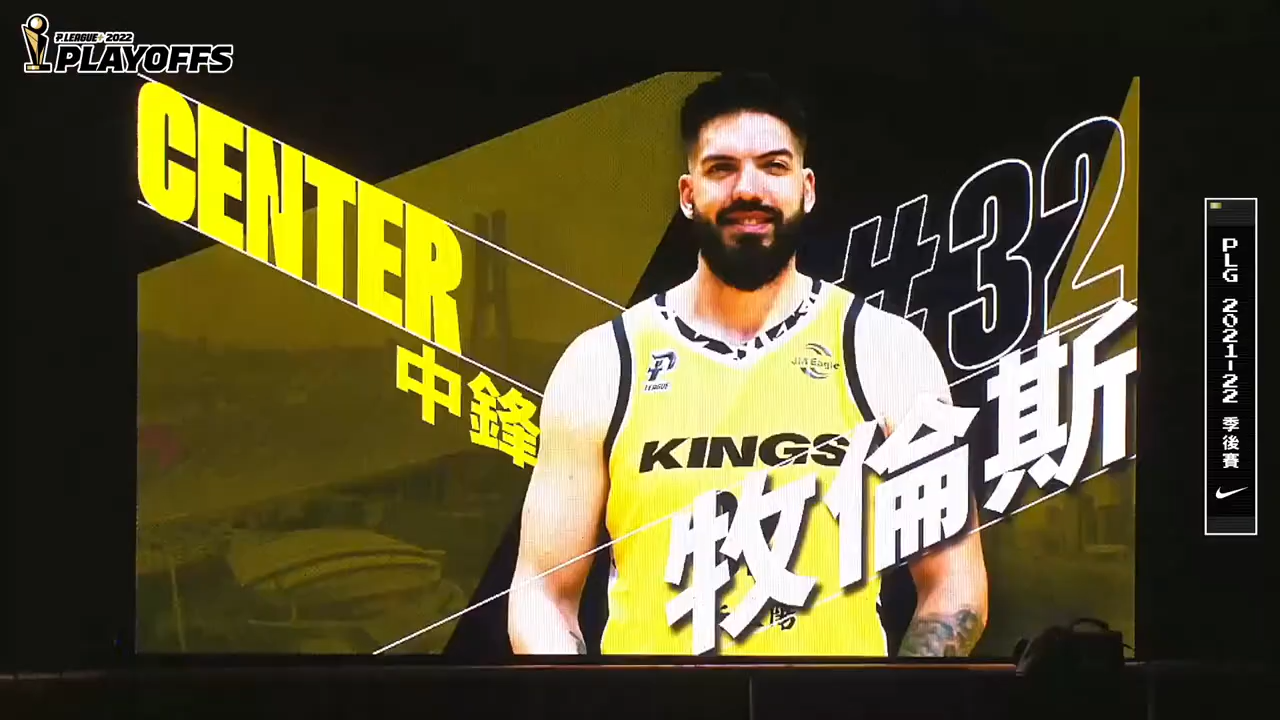 P.LEAGUE+ 2022
PLAYOFFS
CENTER
中鋒
#32
P
LEAGUE
JM Eagle
KINGS
牧倫斯
PLG 2021-22 季後賽